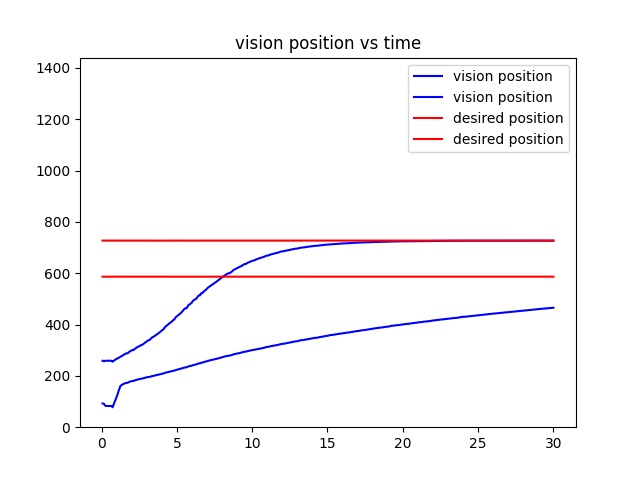 vision position vs time
1400
1200
1000
800
600
400
200
0
vision position
vision position
desired position
desired position
0 5 10 15 20 25 30